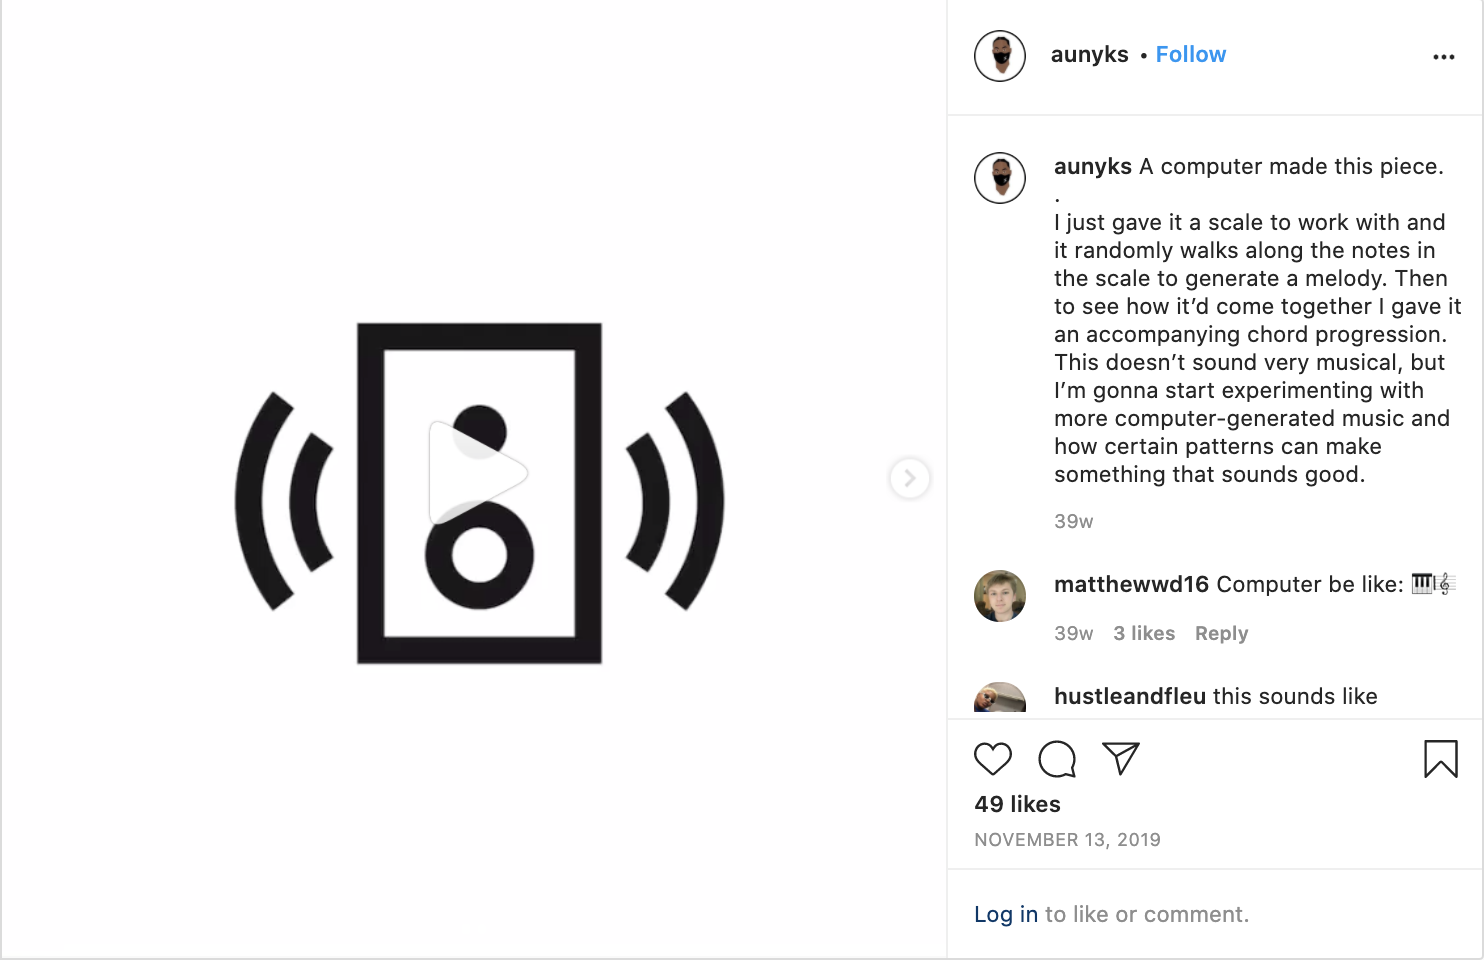 aunyks • Follow
aunyks A computer made this piece.
.
I just gave it a scale to work with and
it randomly walks along the notes in
the scale to generate a melody. Then
to see how it’d come together I gave it
an accompanying chord progression.
This doesn’t sound very musical, but
I’m gonna start experimenting with
more computer-generated music and
how certain patterns can make
something that sounds good.
39w
matthewwd16 Computer be like: 🎹🎼
39w 3 likes Reply
hustleandfleu this sounds like
49 likes
NOVEMBER 13, 2019
Log in to like or comment.